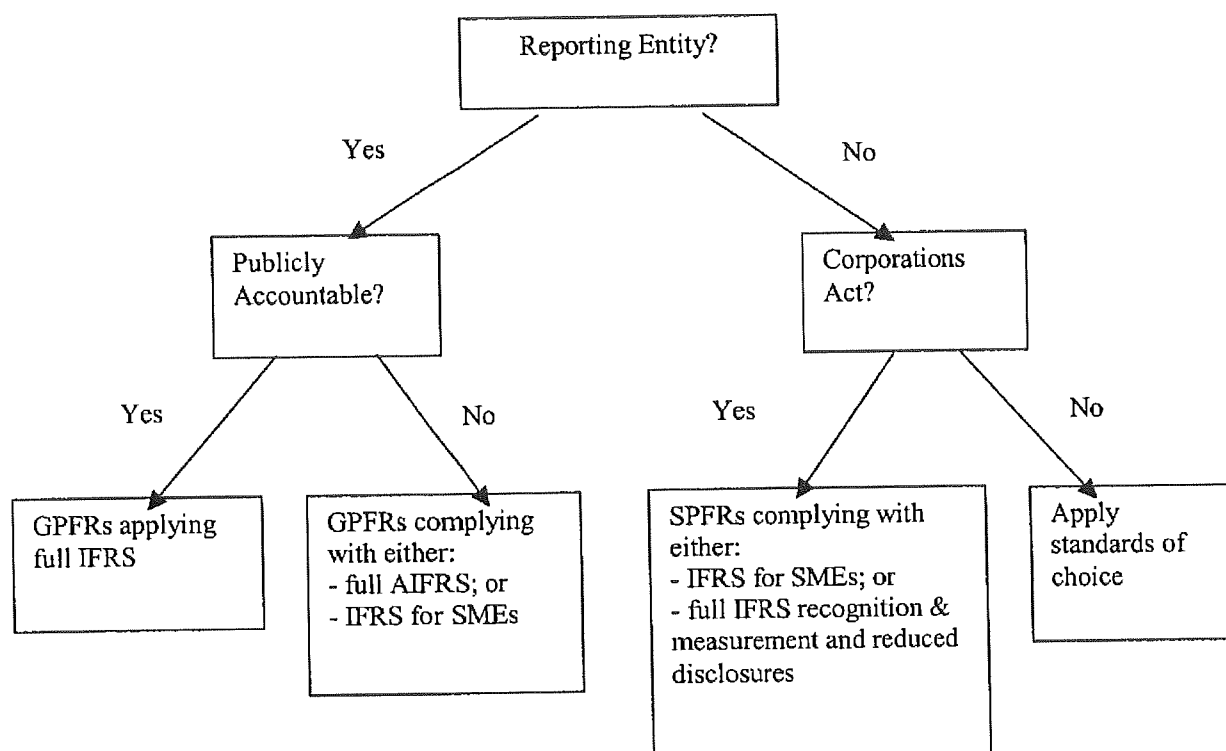 Reporting Entity?
Yes
No
Publicly
Accountable?
Corporations
Act?
Yes
No
Yes
No
GPFRs applying
full IFRS
GPFRs complying
with either:
- full AIFRS; or
- IFRS for SMEs
SPFRs complying with
either:
- IFRS for SMEs; or
- full IFRS recognition &
measurement and reduced
disclosures
Apply
standards of
choice